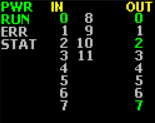 PWR IN OUT
RUN 0 8 0
ERR 1 9 1
STAT 2 10 2
3 11 3
4 4
5 5
6 6
7 7